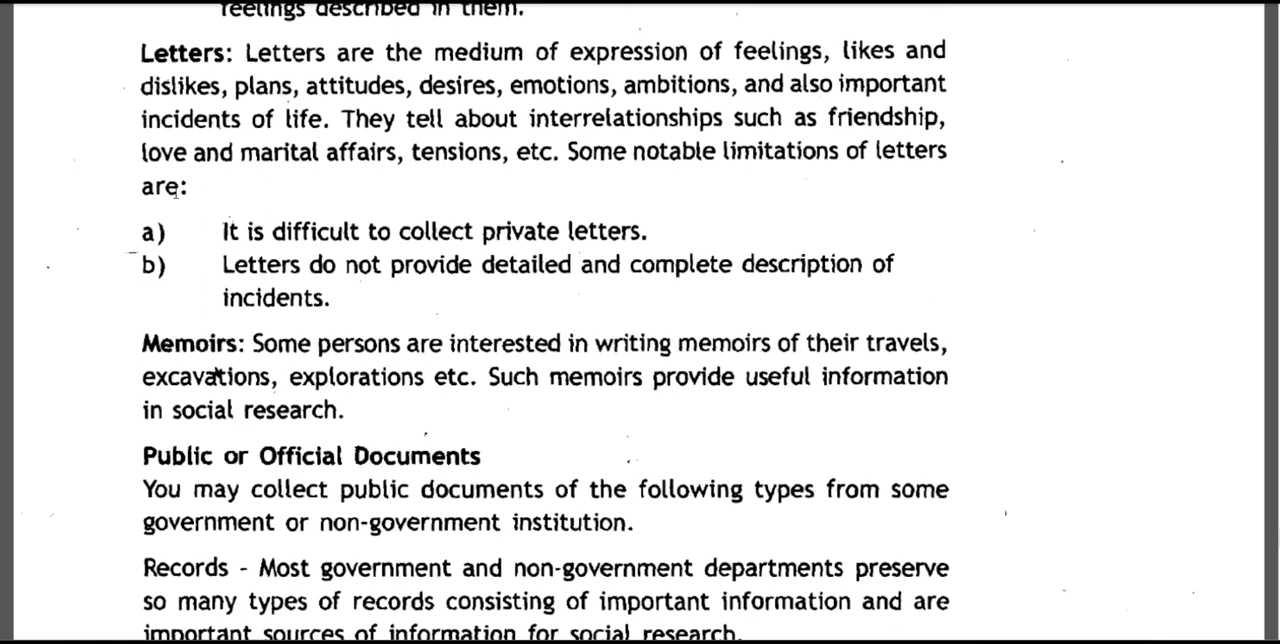 feelings described in them.
Letters: Letters are the medium of expression of feelings, likes and
dislikes, plans, attitudes, desires, emotions, ambitions, and also important
incidents of life. They tell about interrelationships such as friendship,
love and marital affairs, tensions, etc. Some notable limitations of letters
are:
a) It is difficult to collect private letters.
b) Letters do not provide detailed and complete description of
incidents.
Memoirs: Some persons are interested in writing memoirs of their travels,
excavations, explorations etc. Such memoirs provide useful information
in social research.
Public or Official Documents
You may collect public documents of the following types from some
government or non-government institution.
Records - Most government and non-government departments preserve
so many types of records consisting of important information and are
important sources of information for social research.